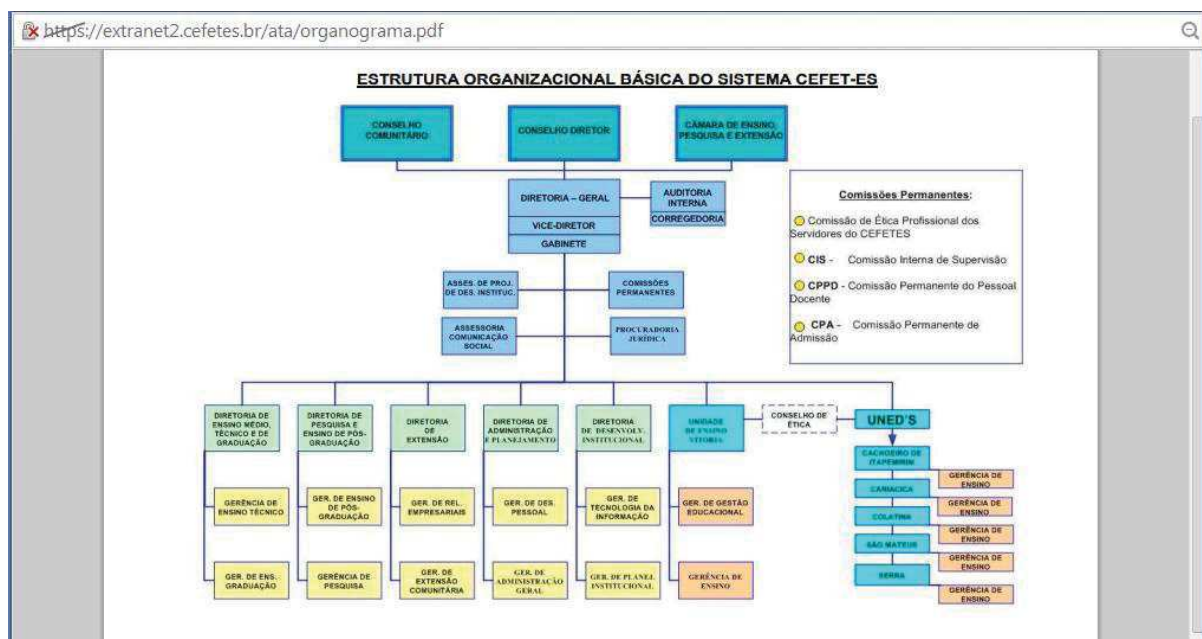 https://extranet2.cefetes.br/ata/organograma.pdf
ESTRUTURA ORGANIZACIONAL BÁSICA DO SISTEMA CEFET-ES
CONSELHO
COMUNITÁRIO
CONSELHO DIRETOR
CÂMARA DE ENSINO,
PESQUISA E EXTENSÃO
DIRETORIA – GERAL
VICE-DIRETOR
GABINETE
AUDITORIA
INTERNA
CORREGEDORIA
Comissões Permanentes:
Comissão de Ética Profissional dos
Servidores do CEFETES
CIS - Comissão Interna de Supervisão
CPPD - Comissão Permanente do Pessoal
Docente
CPA - Comissão Permanente de
Admissão
ASSES. DE PROJ.
DE DES. INSTITUC.
COMISSÕES
PERMANENTES
ASSESSORIA
COMUNICAÇÃO
SOCIAL
PROCURADORIA
JURÍDICA
DIRETORIA DE
ENSINO MÉDIO,
TÉCNICO E DE
GRADUAÇÃO
DIRETORIA DE
PESQUISA E
ENSINO DE PÓS-
GRADUAÇÃO
DIRETORIA
DE
EXTENSÃO
DIRETORIA DE
ADMINISTRAÇÃO
E PLANEJAMENTO
DIRETORIA
DE DESENVOLV.
INSTITUCIONAL
UNIDADE
DE ENSINO
VITORIA
CONSELHO DE
ÉTICA
UNED'S
GERÊNCIA DE
ENSINO TÉCNICO
GER. DE ENSINO
DE PÓS-
GRADUAÇÃO
GER. DE REL.
EMPRESARIAIS
GER. DE DES.
PESSOAL
GER. DE
TECNOLOGIA DA
INFORMAÇÃO
GER. DE GESTÃO
EDUCACIONAL
GER. DE ENS.
GRADUAÇÃO
GERÊNCIA DE
PESQUISA
GER. DE
EXTENSÃO
COMUNITÁRIA
GER. DE
ADMINISTRAÇÃO
GERAL
GER. DE PLANEJ.
INSTITUCIONAL
GERÊNCIA DE
ENSINO
CACHOEIRO DE
ITAPEMIRIM
GERÊNCIA DE
ENSINO
CARIACICA
GERÊNCIA DE
ENSINO
COLATINA
GERÊNCIA DE
ENSINO
SÃO MATEUS
GERÊNCIA DE
ENSINO
SERRA
GERÊNCIA DE
ENSINO